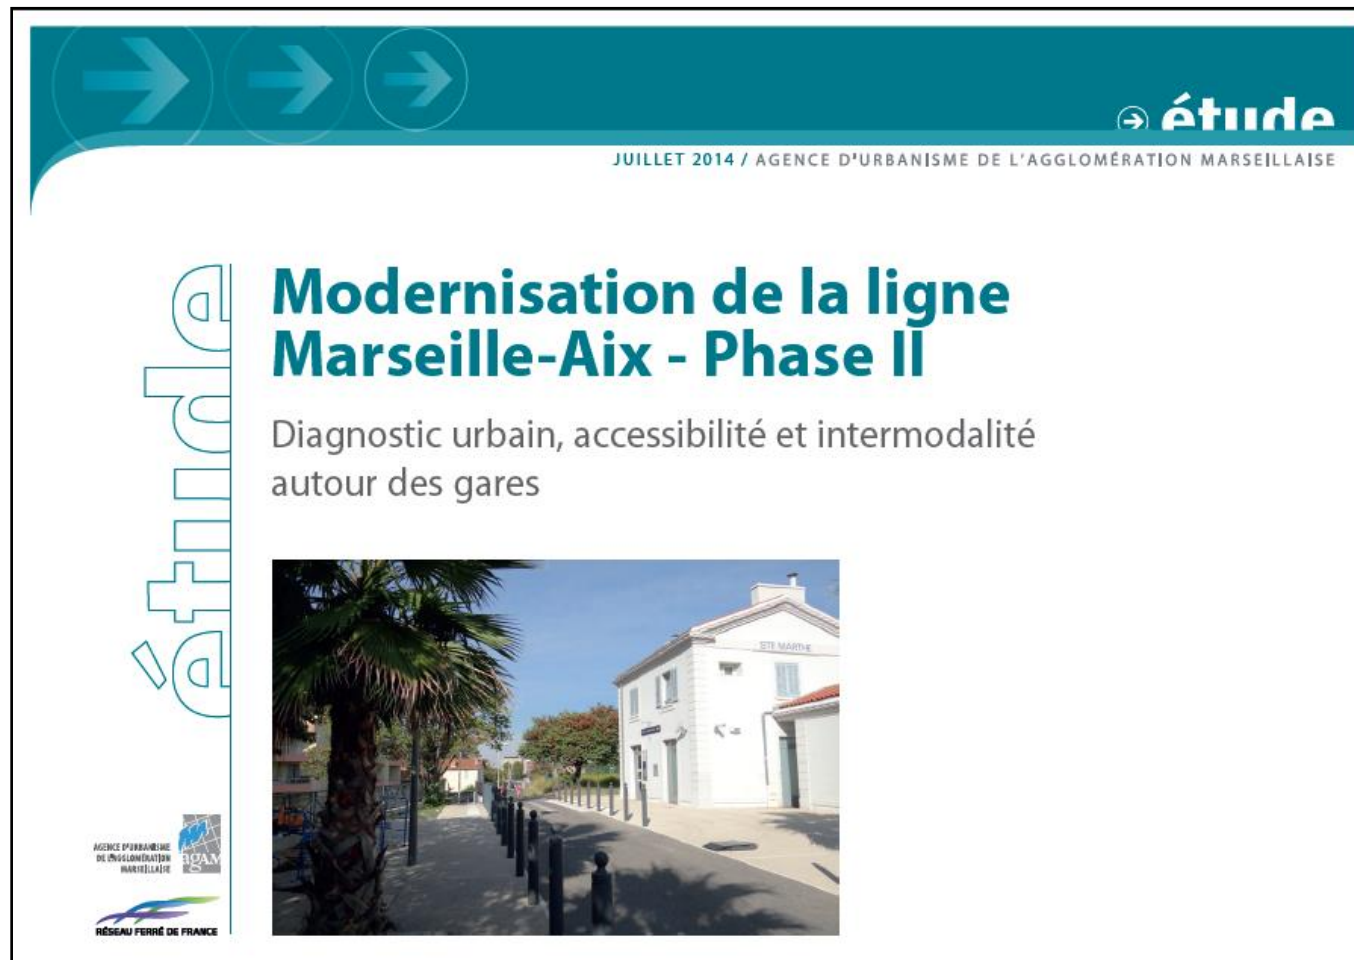 étude
JUILLET 2014 / AGENCE D'URBANISME DE L'AGGLOMÉRATION MARSEILLAISE
étude
Modernisation de la ligne
Marseille-Aix - Phase II
Diagnostic urbain, accessibilité et intermodalité
autour des gares
STE MARTHE
AGENCE D'URBANISME
DE L'AGGLOMÉRATION
MARSEILLAISE
agAM
RÉSEAU FERRÉ DE FRANCE